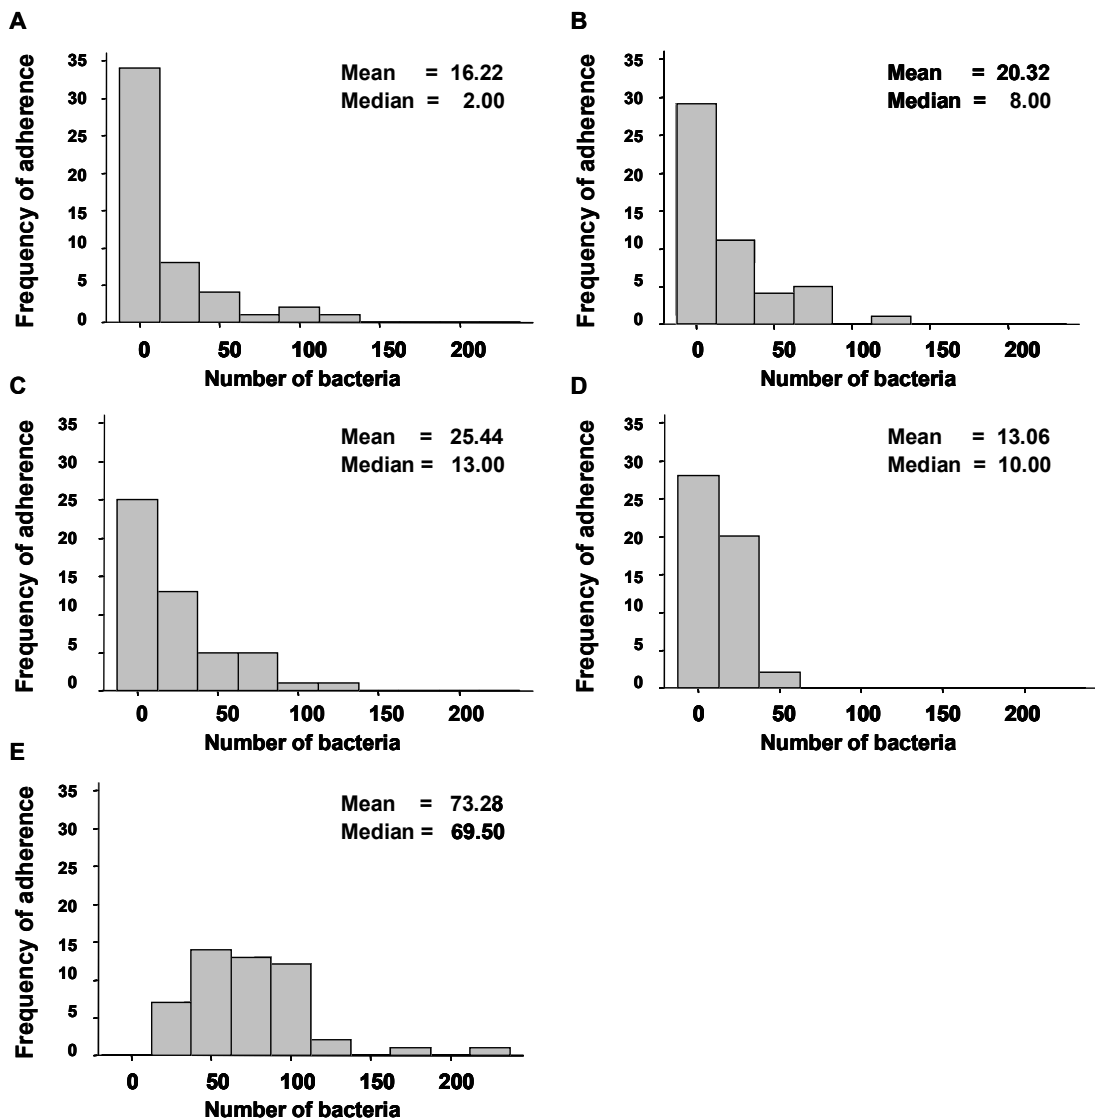 A
Frequency of adherence
35
30
25
20
15
10
5
0
Mean = 16.22
Median = 2.00
0 50 100 150 200
Number of bacteria
B
Frequency of adherence
35
30
25
20
15
10
5
0
Mean = 20.32
Median = 8.00
0 50 100 150 200
Number of bacteria
C
Frequency of adherence
35
30
25
20
15
10
5
0
Mean = 25.44
Median = 13.00
0 50 100 150 200
Number of bacteria
D
Frequency of adherence
35
30
25
20
15
10
5
0
Mean = 13.06
Median = 10.00
0 50 100 150 200
Number of bacteria
E
Frequency of adherence
35
30
25
20
15
10
5
0
Mean = 73.28
Median = 69.50
0 50 100 150 200
Number of bacteria